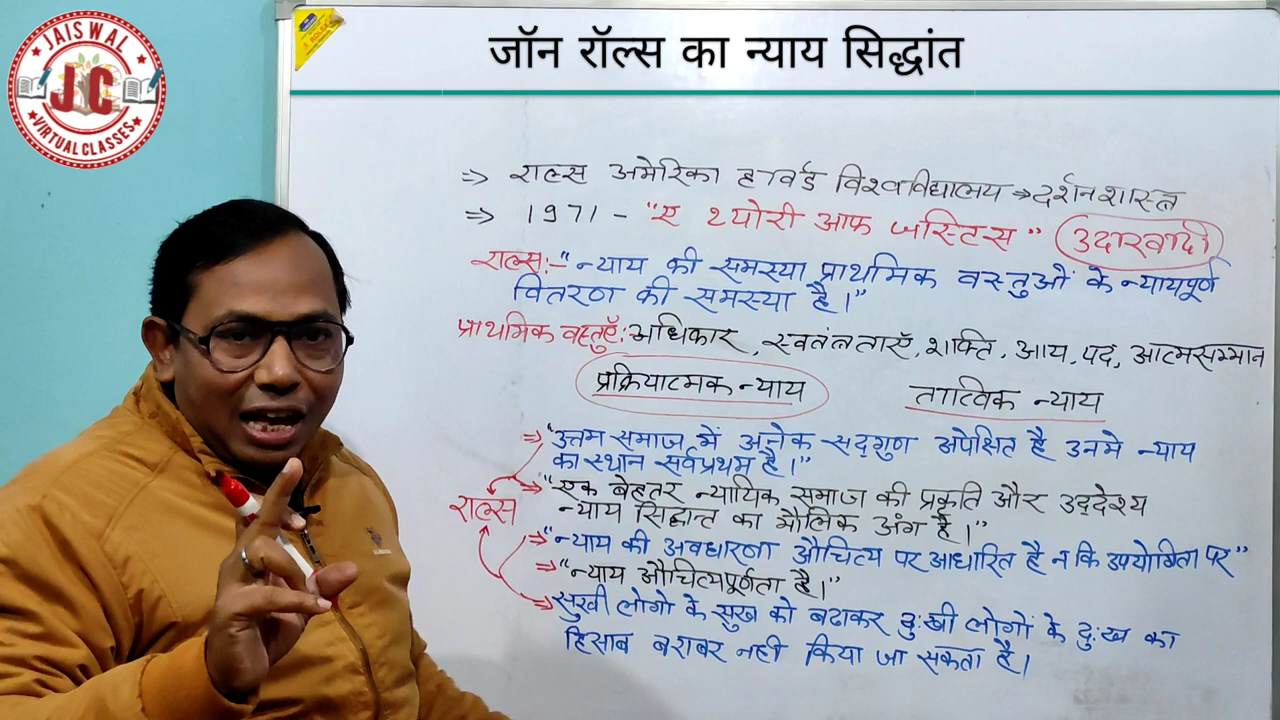 JAISWAL
JC
VIRTUAL CLASSES
जॉन रॉल्स का न्याय सिद्धांत
⇒ राल्स अमेरिका हार्वर्ड विश्वविद्यालय → दर्शनशास्त्र
⇒ 1971 - "ए थ्योरी आफ जस्टिस" उदारवादी
राल्स:- "न्याय की समस्या प्राथमिक वस्तुओं के न्यायपूर्ण
वितरण की समस्या है।"
प्राथमिक वस्तुएँ: अधिकार, स्वतंत्रताएँ, शक्ति, आय, पद, आत्मसम्मान
प्रक्रियात्मक न्याय तात्विक न्याय
⇒ "उत्तम समाज में अनेक सद्गुण अपेक्षित है उनमे न्याय
का स्थान सर्वप्रथम है।"
⇒ "एक बेहतर न्यायिक समाज की प्रकृति और उद्देश्य
न्याय सिद्धान्त का मौलिक अंग है।"
राल्स
⇒ "न्याय की अवधारणा औचित्य पर आधारित है न कि उपयोगिता पर"
⇒ "न्याय औचित्यपूर्णता है।"
⇒ सुखी लोगो के सुख को बढाकर दुःखी लोगों के दुःख का
हिसाब बराबर नही किया जा सकता है।